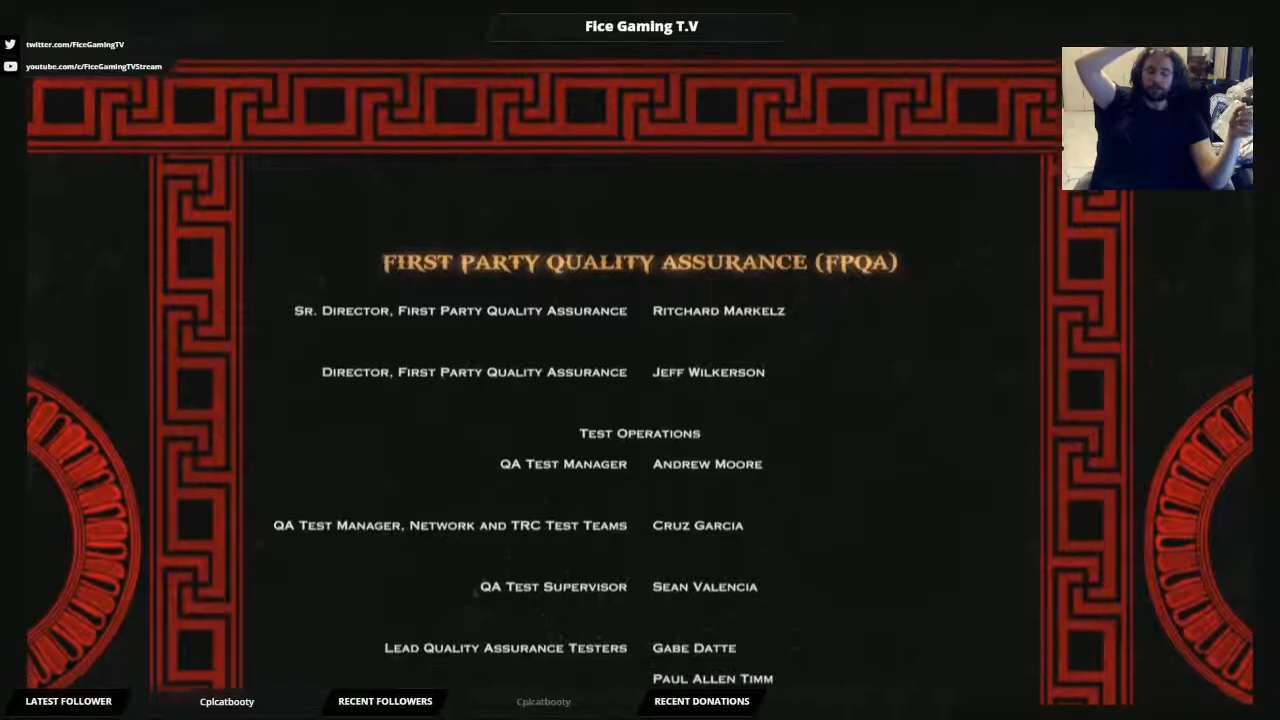 Fice Gaming T.V
twitter.com/FiceGamingTV
youtube.com/c/FiceGamingTVStream
FIRST PARTY QUALITY ASSURANCE (FPQA)
SR. DIRECTOR, FIRST PARTY QUALITY ASSURANCE RITCHARD MARKELZ
DIRECTOR, FIRST PARTY QUALITY ASSURANCE JEFF WILKERSON
TEST OPERATIONS
QA TEST MANAGER ANDREW MOORE
QA TEST MANAGER, NETWORK AND TRC TEST TEAMS CRUZ GARCIA
QA TEST SUPERVISOR SEAN VALENCIA
LEAD QUALITY ASSURANCE TESTERS GABE DATTE
PAUL ALLEN TIMM
LATEST FOLLOWER Cplcatbooty RECENT FOLLOWERS Cplcatbooty RECENT DONATIONS